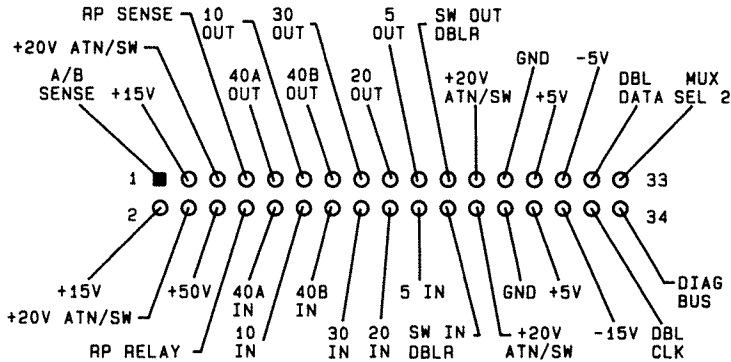 RP SENSE
10
OUT
30
OUT
5
OUT
SW OUT
DBLR
+20V ATN/SW
A/B
SENSE
+15V
40A
OUT
40B
OUT
20
OUT
+20V
ATN/SW
GND
+5V
-5V
DBL
DATA
MUX
SEL 2
1
33
2
34
+15V
+20V ATN/SW
+50V
RP RELAY
40A
IN
10
IN
40B
IN
30
IN
20
IN
5 IN
SW IN
DBLR
GND
+5V
+20V
ATN/SW
-15V
DBL
CLK
DIAG
BUS